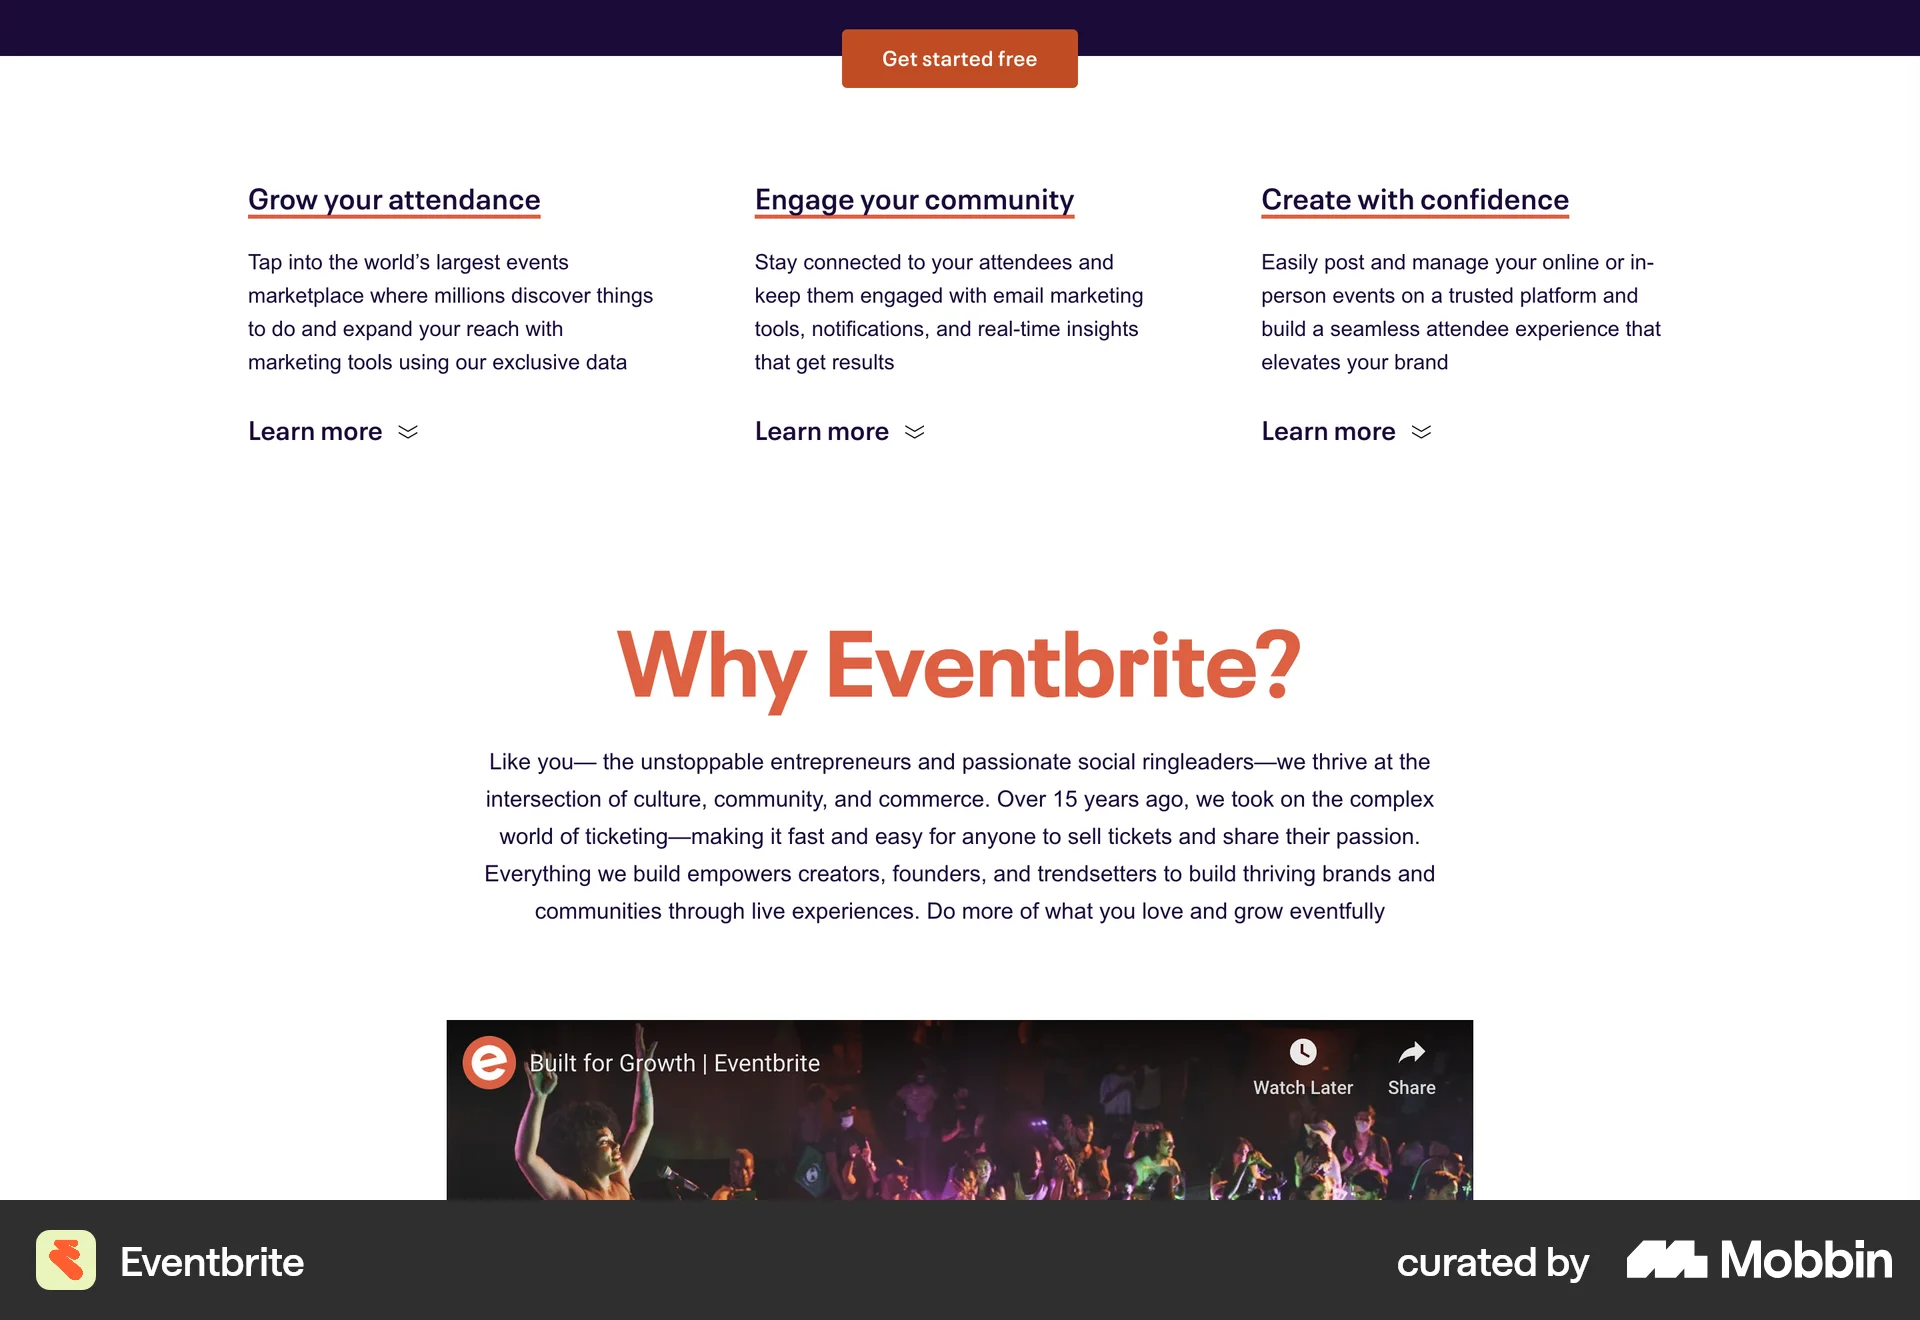 Get started free
Grow your attendance
Tap into the world’s largest events
marketplace where millions discover things
to do and expand your reach with
marketing tools using our exclusive data
Learn more
Engage your community
Stay connected to your attendees and
keep them engaged with email marketing
tools, notifications, and real-time insights
that get results
Learn more
Create with confidence
Easily post and manage your online or in-
person events on a trusted platform and
build a seamless attendee experience that
elevates your brand
Learn more
Why Eventbrite?
Like you— the unstoppable entrepreneurs and passionate social ringleaders—we thrive at the
intersection of culture, community, and commerce. Over 15 years ago, we took on the complex
world of ticketing—making it fast and easy for anyone to sell tickets and share their passion.
Everything we build empowers creators, founders, and trendsetters to build thriving brands and
communities through live experiences. Do more of what you love and grow eventfully
e
Built for Growth | Eventbrite
Watch Later
Share
Eventbrite
curated by
Mobbin